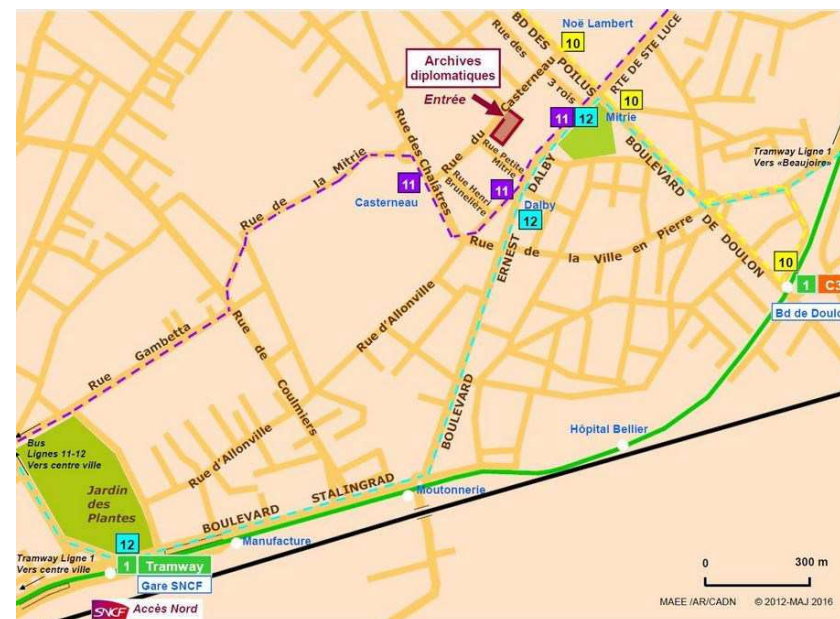 Noë Lambert
10
BD DES POILUS
Rue des
3 rois
RTE DE STE LUCE
Archives
diplomatiques
Entrée
Rue du Casterneau
10
11
12
Mitrie
Rue Petite
Mitrie
Tramway Ligne 1
Vers «Beaujoire»
Rue des Chalâtres
Rue de la Mitrie
11
Casterneau
Rue Henri
Brunelière
11
Dalby
12
BOULEVARD DE DOULON
Rue de la Ville en Pierre
BOULEVARD ERNEST DALBY
10
1
C3
Bd de Doulo
Rue Gambetta
Rue de Coulmiers
Rue d'Allonville
Rue d'Allonville
Hôpital Bellier
Bus
Lignes 11-12
Vers centre ville
Jardin
des
Plantes
BOULEVARD STALINGRAD
Moutonnerie
Manufacture
12
Tramway Ligne 1
Vers centre ville
1 Tramway
Gare SNCF
SNCF Accès Nord
0 300 m
MAEE /AR/CADN © 2012-MAJ 2016